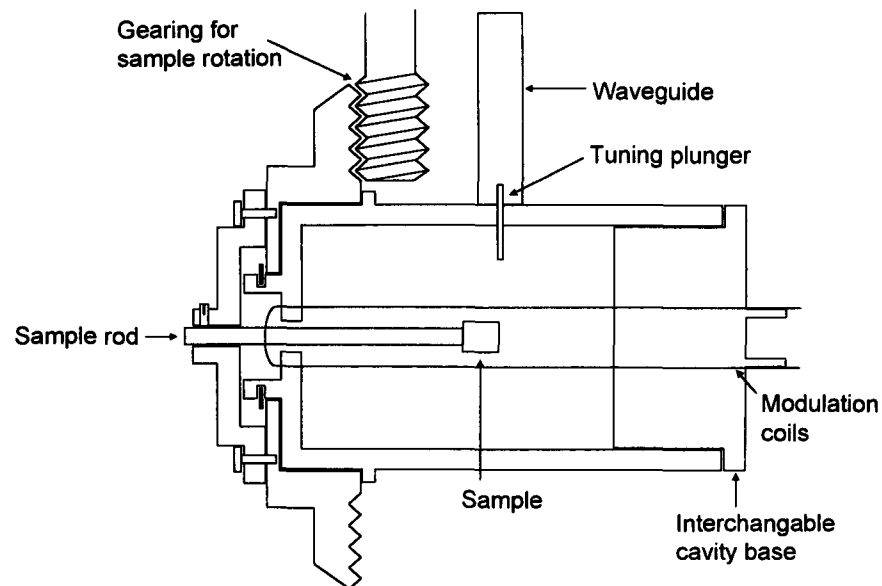 Gearing for
sample rotation
Waveguide
Tuning plunger
Sample rod
Modulation
coils
Sample
Interchangable
cavity base